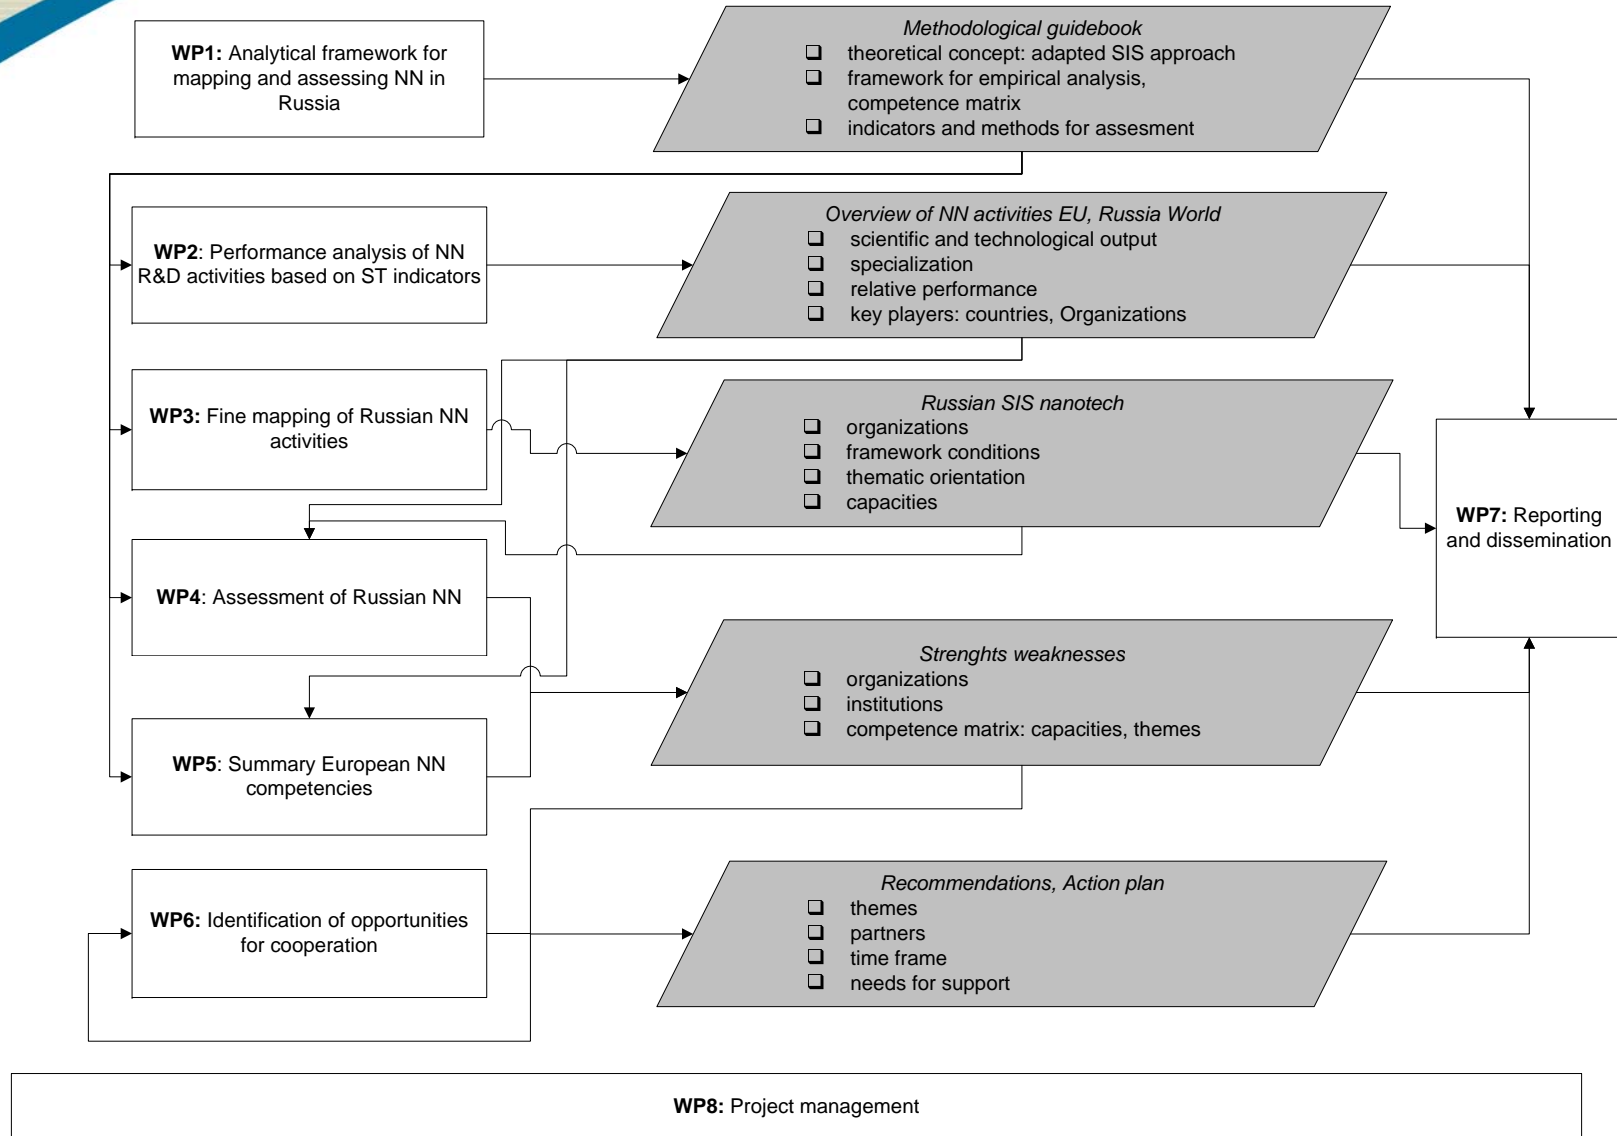 WP1: Analytical framework for
mapping and assessing NN in
Russia
Methodological guidebook
theoretical concept: adapted SIS approach
framework for empirical analysis,
competence matrix
indicators and methods for assesment
WP2: Performance analysis of NN
R&D activities based on ST indicators
Overview of NN activities EU, Russia World
scientific and technological output
specialization
relative performance
key players: countries, Organizations
WP3: Fine mapping of Russian NN
activities
Russian SIS nanotech
organizations
framework conditions
thematic orientation
capacities
WP7: Reporting
and dissemination
WP4: Assessment of Russian NN
Strenghts weaknesses
organizations
institutions
competence matrix: capacities, themes
WP5: Summary European NN
competencies
WP6: Identification of opportunities
for cooperation
Recommendations, Action plan
themes
partners
time frame
needs for support
WP8: Project management